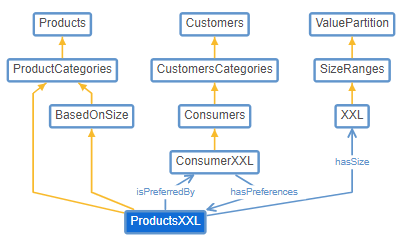 Products
Customers
ValuePartition
ProductCategories
CustomersCategories
SizeRanges
BasedOnSize
Consumers
XXL
ConsumerXXL
hasSize
isPreferredBy
hasPreferences
ProductsXXL